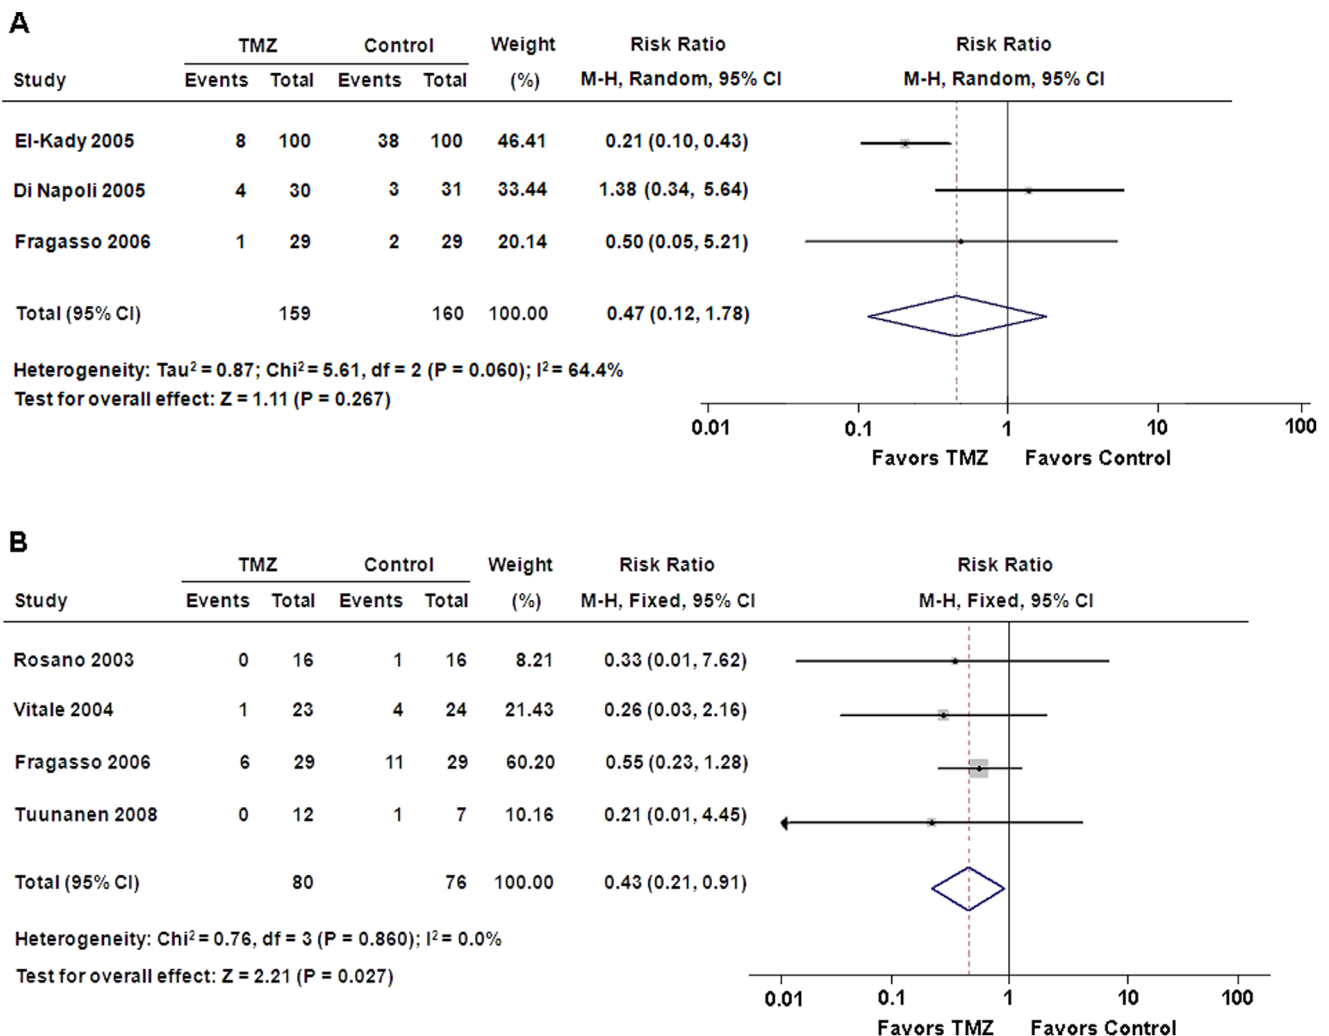 A
TMZ Control Weight Risk Ratio Risk Ratio
Study Events Total Events Total (%) M-H, Random, 95% CI M-H, Random, 95% CI
El-Kady 2005 8 100 38 100 46.41 0.21 (0.10, 0.43)
Di Napoli 2005 4 30 3 31 33.44 1.38 (0.34, 5.64)
Fragasso 2006 1 29 2 29 20.14 0.50 (0.05, 5.21)
Total (95% CI) 159 160 100.00 0.47 (0.12, 1.78)
Heterogeneity: Tau² = 0.87; Chi² = 5.61, df = 2 (P = 0.060); I² = 64.4%
Test for overall effect: Z = 1.11 (P = 0.267)
0.01 0.1 1 10 100
Favors TMZ Favors Control
B
TMZ Control Weight Risk Ratio Risk Ratio
Study Events Total Events Total (%) M-H, Fixed, 95% CI M-H, Fixed, 95% CI
Rosano 2003 0 16 1 16 8.21 0.33 (0.01, 7.62)
Vitale 2004 1 23 4 24 21.43 0.26 (0.03, 2.16)
Fragasso 2006 6 29 11 29 60.20 0.55 (0.23, 1.28)
Tuunanen 2008 0 12 1 7 10.16 0.21 (0.01, 4.45)
Total (95% CI) 80 76 100.00 0.43 (0.21, 0.91)
Heterogeneity: Chi² = 0.76, df = 3 (P = 0.860); I² = 0.0%
Test for overall effect: Z = 2.21 (P = 0.027)
0.01 0.1 1 10 100
Favors TMZ Favors Control